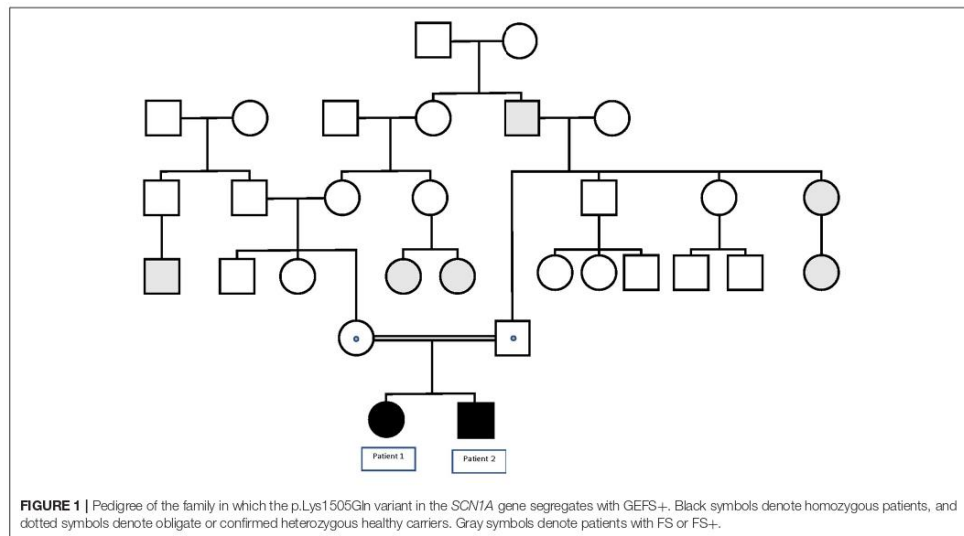 Patient 1
Patient 2
FIGURE 1 | Pedigree of the family in which the p.Lys1505Gln variant in the SCN1A gene segregates with GEFS+. Black symbols denote homozygous patients, and
dotted symbols denote obligate or confirmed heterozygous healthy carriers. Gray symbols denote patients with FS or FS+.